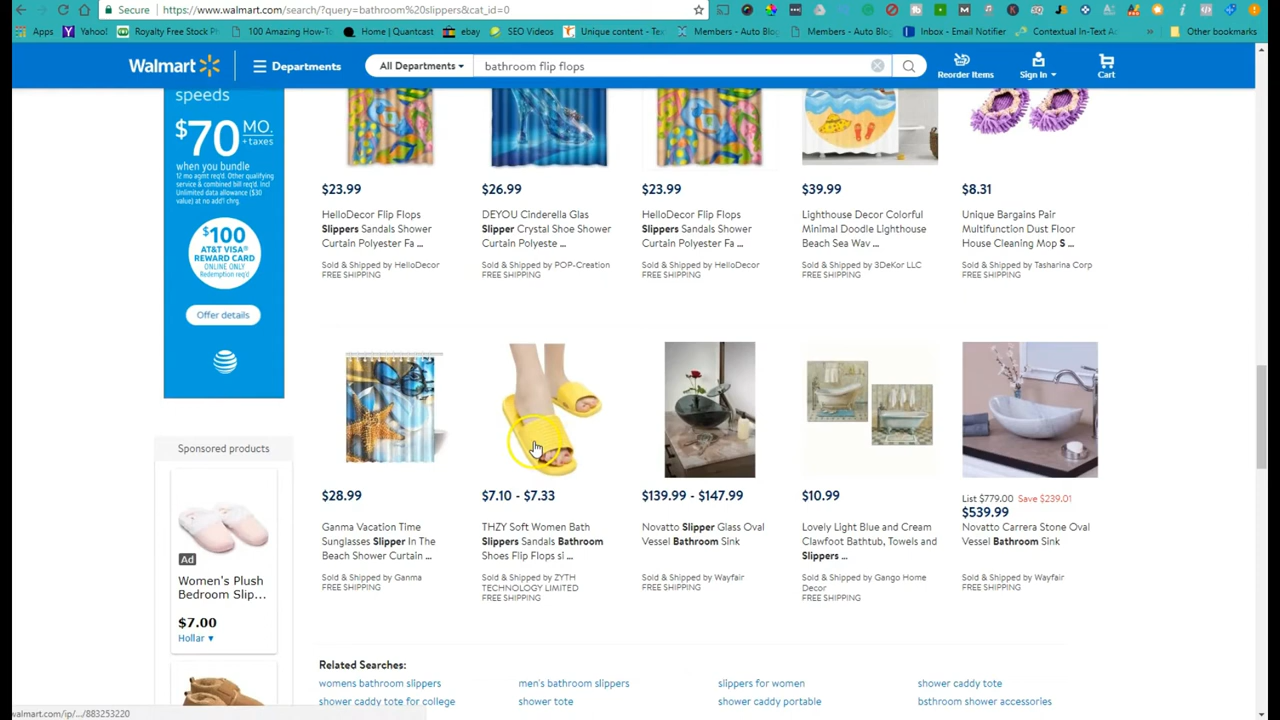 Secure https://www.walmart.com/search/?query=bathroom%20slippers&cat_id=0
Apps Yahoo! Royalty Free Stock P 100 Amazing How-T Home | Quantcast ebay SEO Videos Unique content - Te Members - Auto Blog Members - Auto Blog Inbox - Email Notifier Contextual In-Text A » Other bookmarks
Walmart Departments All Departments bathroom flip flops Reorder Items Sign In Cart
speeds
$70 MO.
+taxes
when you bundle
12 mo agmt req'd. Other qualifying
service & combined bill req'd. Incl
Unlimited data allowance ($30
value) at no add'l chrg.
$100
AT&T VISA®
REWARD CARD
ONLINE ONLY
Redemption req'd
Offer details
$23.99 $26.99 $23.99 $39.99 $8.31
HelloDecor Flip Flops
Slippers Sandals Shower
Curtain Polyester Fa ...
Sold & Shipped by HelloDecor
FREE SHIPPING
DEYOU Cinderella Glas
Slipper Crystal Shoe Shower
Curtain Polyeste ...
Sold & Shipped by POP-Creation
FREE SHIPPING
HelloDecor Flip Flops
Slippers Sandals Shower
Curtain Polyester Fa ...
Sold & Shipped by HelloDecor
FREE SHIPPING
Lighthouse Decor Colorful
Minimal Doodle Lighthouse
Beach Sea Wav ...
Sold & Shipped by 3DeKor LLC
FREE SHIPPING
Unique Bargains Pair
Multifunction Dust Floor
House Cleaning Mop S ...
Sold & Shipped by Tasharina Corp
FREE SHIPPING
Sponsored products
Ad
Women's Plush
Bedroom Slip...
$7.00
Hollar ▼
$28.99
Ganma Vacation Time
Sunglasses Slipper In The
Beach Shower Curtain ...
Sold & Shipped by Ganma
FREE SHIPPING
$7.10 - $7.33
THZY Soft Women Bath
Slippers Sandals Bathroom
Shoes Flip Flops si ...
Sold & Shipped by ZYTH
TECHNOLOGY LIMITED
FREE SHIPPING
$139.99 - $147.99
Novatto Slipper Glass Oval
Vessel Bathroom Sink
Sold & Shipped by Wayfair
FREE SHIPPING
$10.99
Lovely Light Blue and Cream
Clawfoot Bathtub, Towels and
Slippers ...
Sold & Shipped by Gango Home
Decor
FREE SHIPPING
List $779.00 Save $239.01
$539.99
Novatto Carrera Stone Oval
Vessel Bathroom Sink
Sold & Shipped by Wayfair
FREE SHIPPING
Related Searches:
womens bathroom slippers men's bathroom slippers slippers for women shower caddy tote
shower caddy tote for college shower tote shower caddy portable bsthroom shower accessories
walmart.com/ip/.../883253220